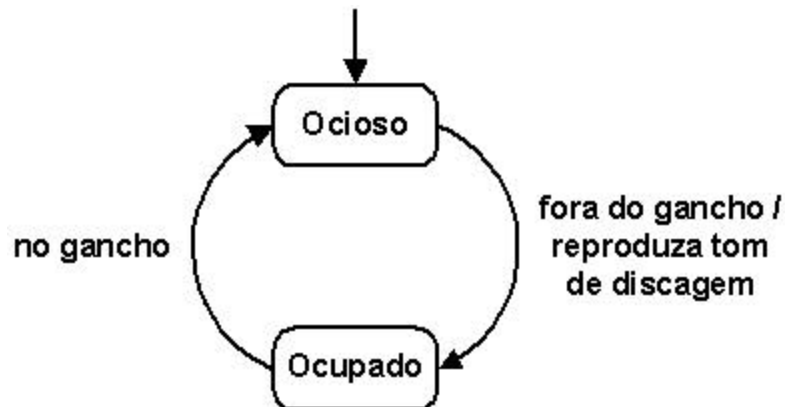 Ocioso
fora do gancho /
reproduza tom
de discagem
no gancho
Ocupado